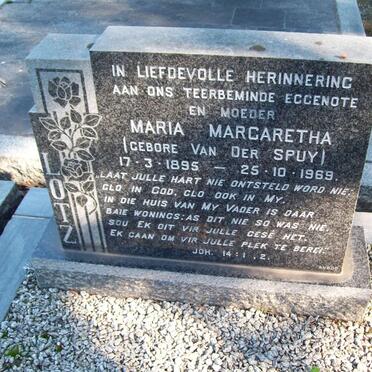 IN LIEFDEVOLLE HERINNERING
AAN ONS TEERBEMINDE EGGENOTE
EN MOEDER
MARIA MARGARETHA
(GEBORE VAN DER SPUY)
17-3-1895 - 25-10-1969.
LAAT JULLE HART NIE ONTSTELD WORD NIE.
GLO IN GOD, GLO OOK IN MY.
IN DIE HUIS VAN MY VADER IS DAAR
BAIE WONINGS: AS DIT NIE SO WAS NIE,
SOU EK DIT VIR JULLE GESÊ HET.
EK GAAN OM VIR JULLE PLEK TE BEREI.
JOH. 14:1, 2.
LOTZ